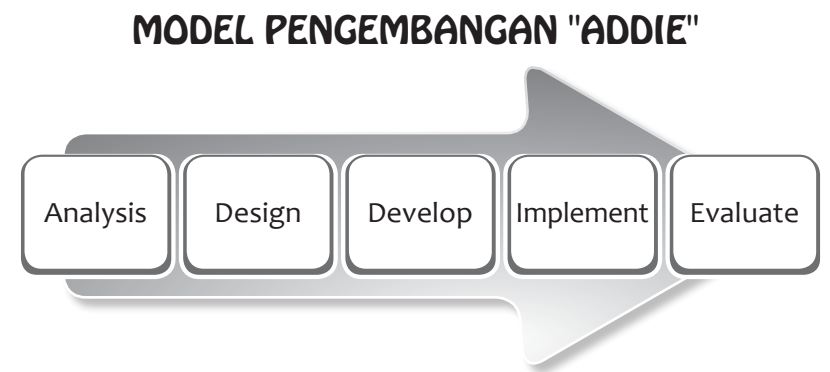 MODEL PENGEMBANGAN "ADDIE"
Analysis Design Develop Implement Evaluate